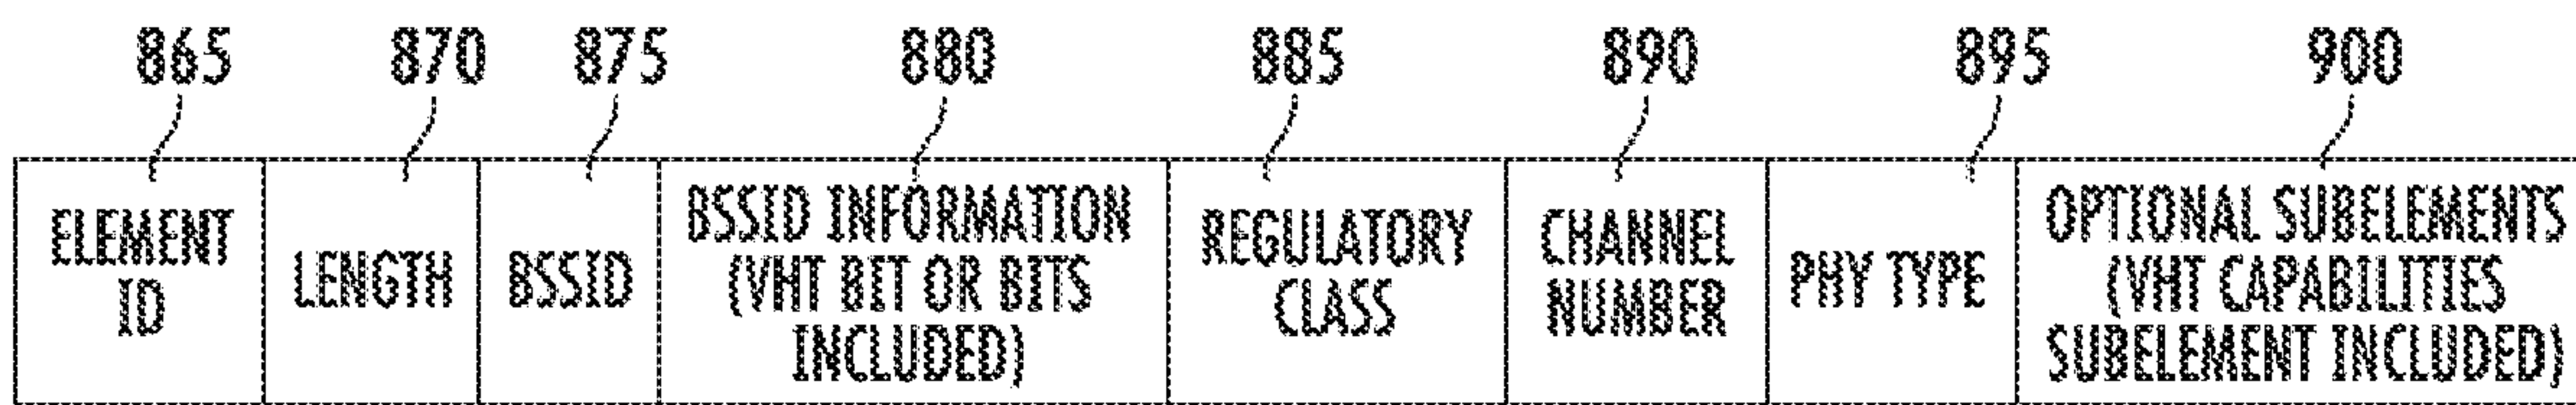 865 870 875 880 885 890 895 900
ELEMENT
ID
LENGTH
BSSID
BSSID INFORMATION
(VHT BIT OR BITS
INCLUDED)
REGULATORY
CLASS
CHANNEL
NUMBER
PHY TYPE
OPTIONAL SUBELEMENTS
(VHT CAPABILITIES
SUBELEMENT INCLUDED)